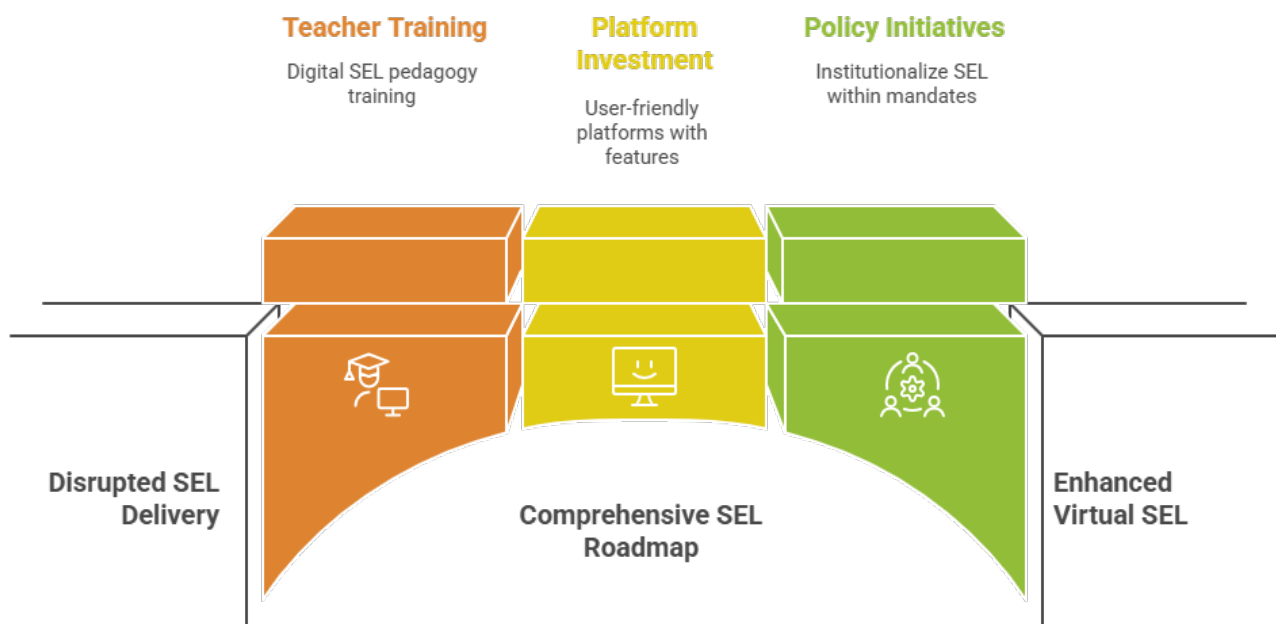 Teacher Training
Digital SEL pedagogy
training
Platform
Investment
User-friendly
platforms with
features
Policy Initiatives
Institutionalize SEL
within mandates
Disrupted SEL
Delivery
Comprehensive SEL
Roadmap
Enhanced
Virtual SEL